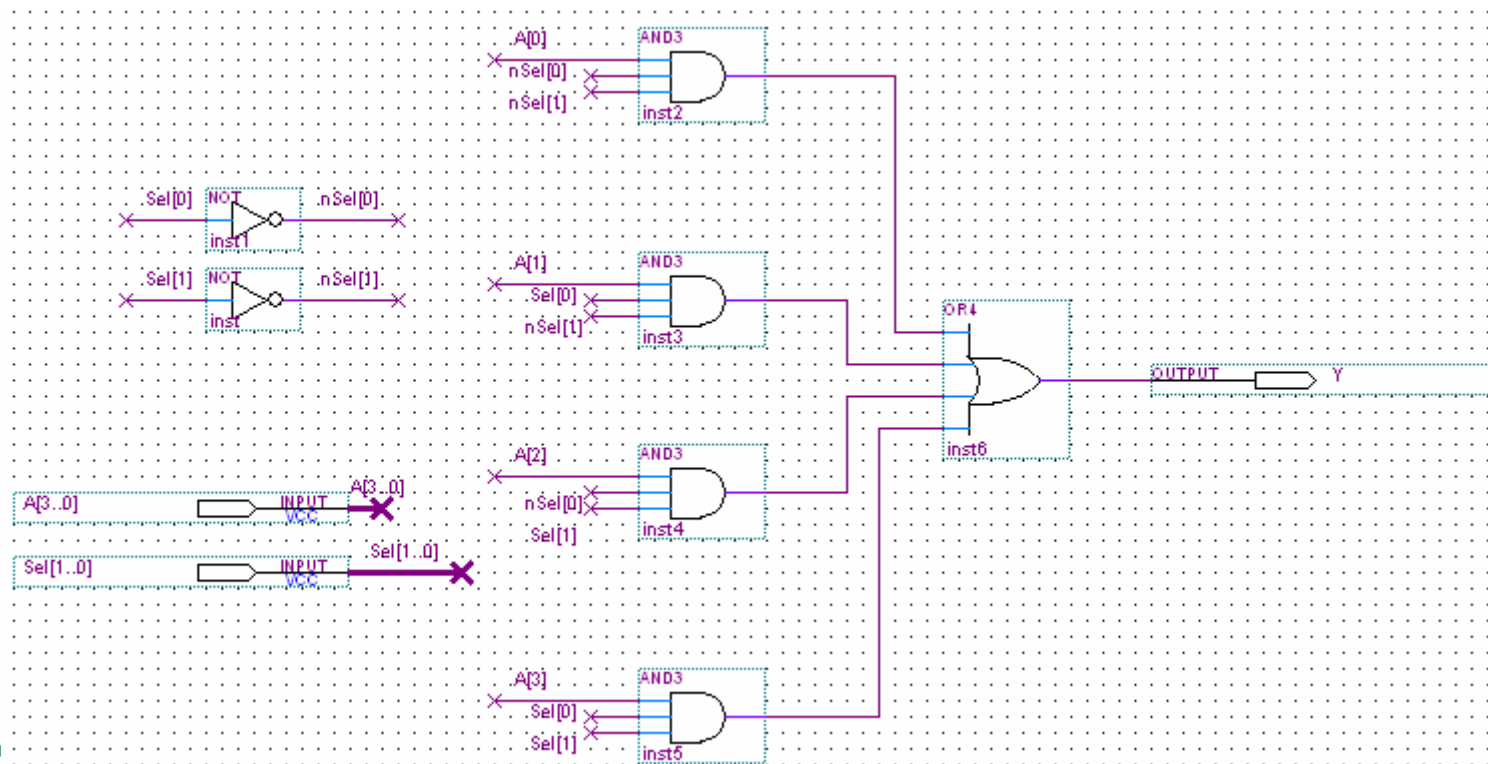 A[0]
AND3
nSel[0]
nSel[1]
inst2
Sel[0]
NOT
nSel[0]
inst1
Sel[1]
NOT
nSel[1]
inst
A[1]
AND3
Sel[0]
nSel[1]
inst3
OR4
inst6
OUTPUT
Y
A[2]
AND3
nSel[0]
Sel[1]
inst4
A[3..0]
INPUT
VCC
A[3..0]
Sel[1..0]
INPUT
VCC
Sel[1..0]
A[3]
AND3
Sel[0]
Sel[1]
inst5